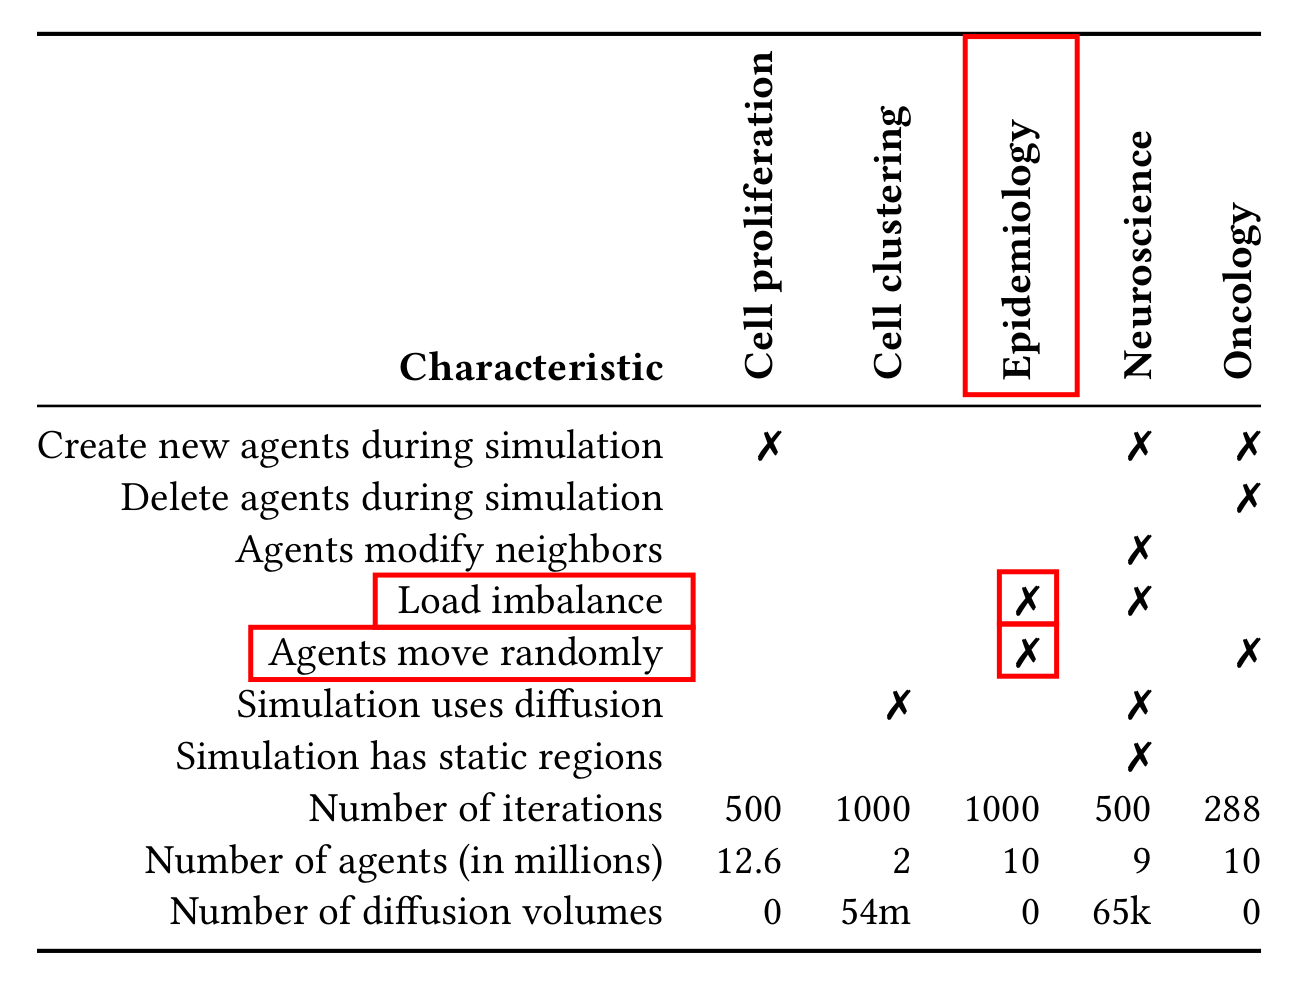 Characteristic Cell proliferation Cell clustering Epidemiology Neuroscience Oncology
Create new agents during simulation ✗ ✗ ✗
Delete agents during simulation ✗
Agents modify neighbors ✗
Load imbalance ✗ ✗
Agents move randomly ✗ ✗
Simulation uses diffusion ✗ ✗
Simulation has static regions ✗
Number of iterations 500 1000 1000 500 288
Number of agents (in millions) 12.6 2 10 9 10
Number of diffusion volumes 0 54m 0 65k 0